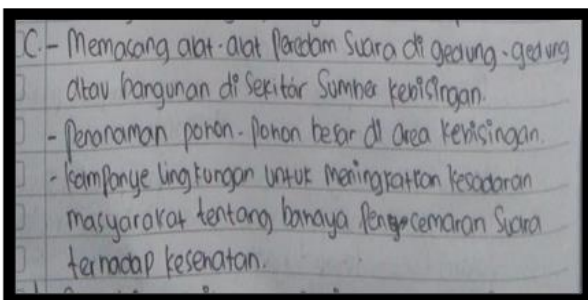 C. - Memasang alat-alat Peredam Suara di gedung-gedung
atau bangunan di Sekitar Sumber kebisingan.
- Penanaman pohon-pohon besar di area kebisingan.
- Kampanye lingkungan untuk meningkatkan kesadaran
masyarakat tentang bahaya Pencemaran Suara
terhadap kesehatan.